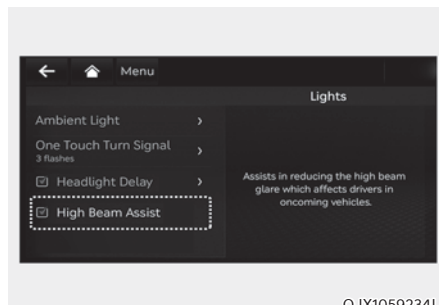 Menu
Lights
Ambient Light
One Touch Turn Signal
3 flashes
Headlight Delay
High Beam Assist
Assists in reducing the high beam
glare which affects drivers in
oncoming vehicles.
OJX1059234L